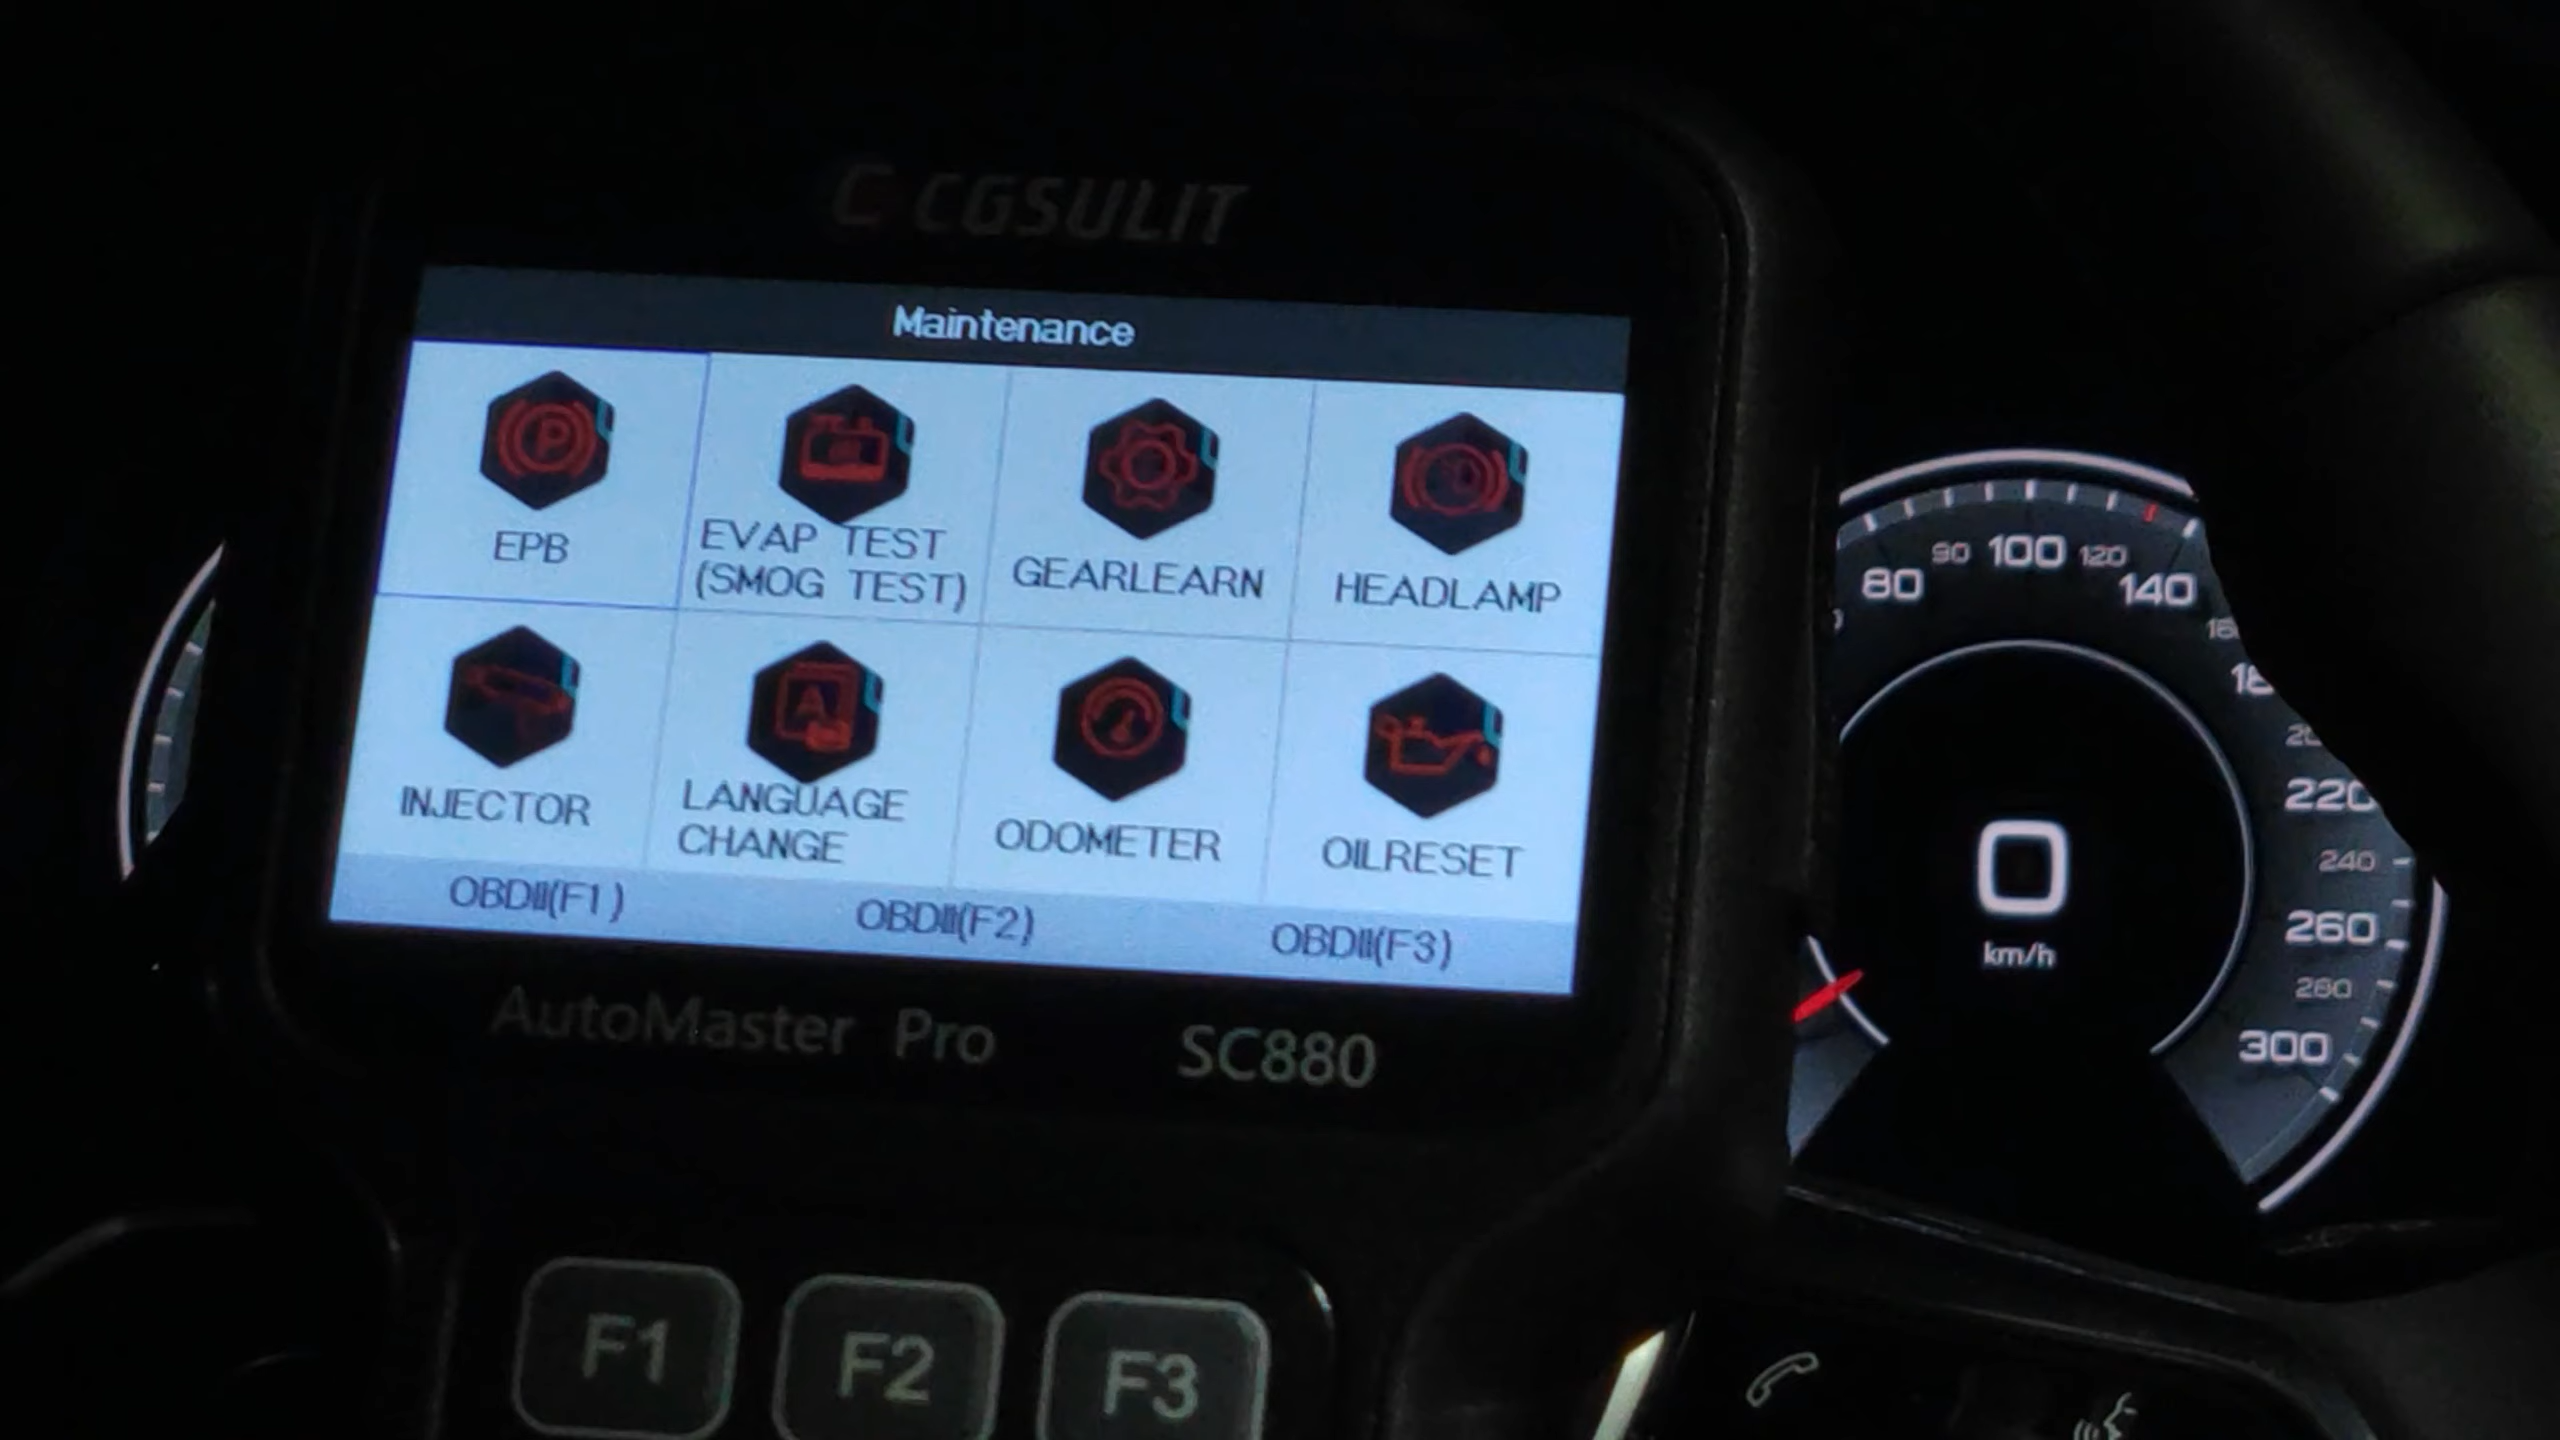 CGSULIT
Maintenance
EPB
EVAP TEST
(SMOG TEST)
GEARLEARN
HEADLAMP
INJECTOR
LANGUAGE
CHANGE
ODOMETER
OILRESET
OBDII(F1)
OBDII(F2)
OBDII(F3)
AutoMaster Pro
SC880
F1
F2
F3
80
90
100
120
140
220
240
260
280
300
0
km/h